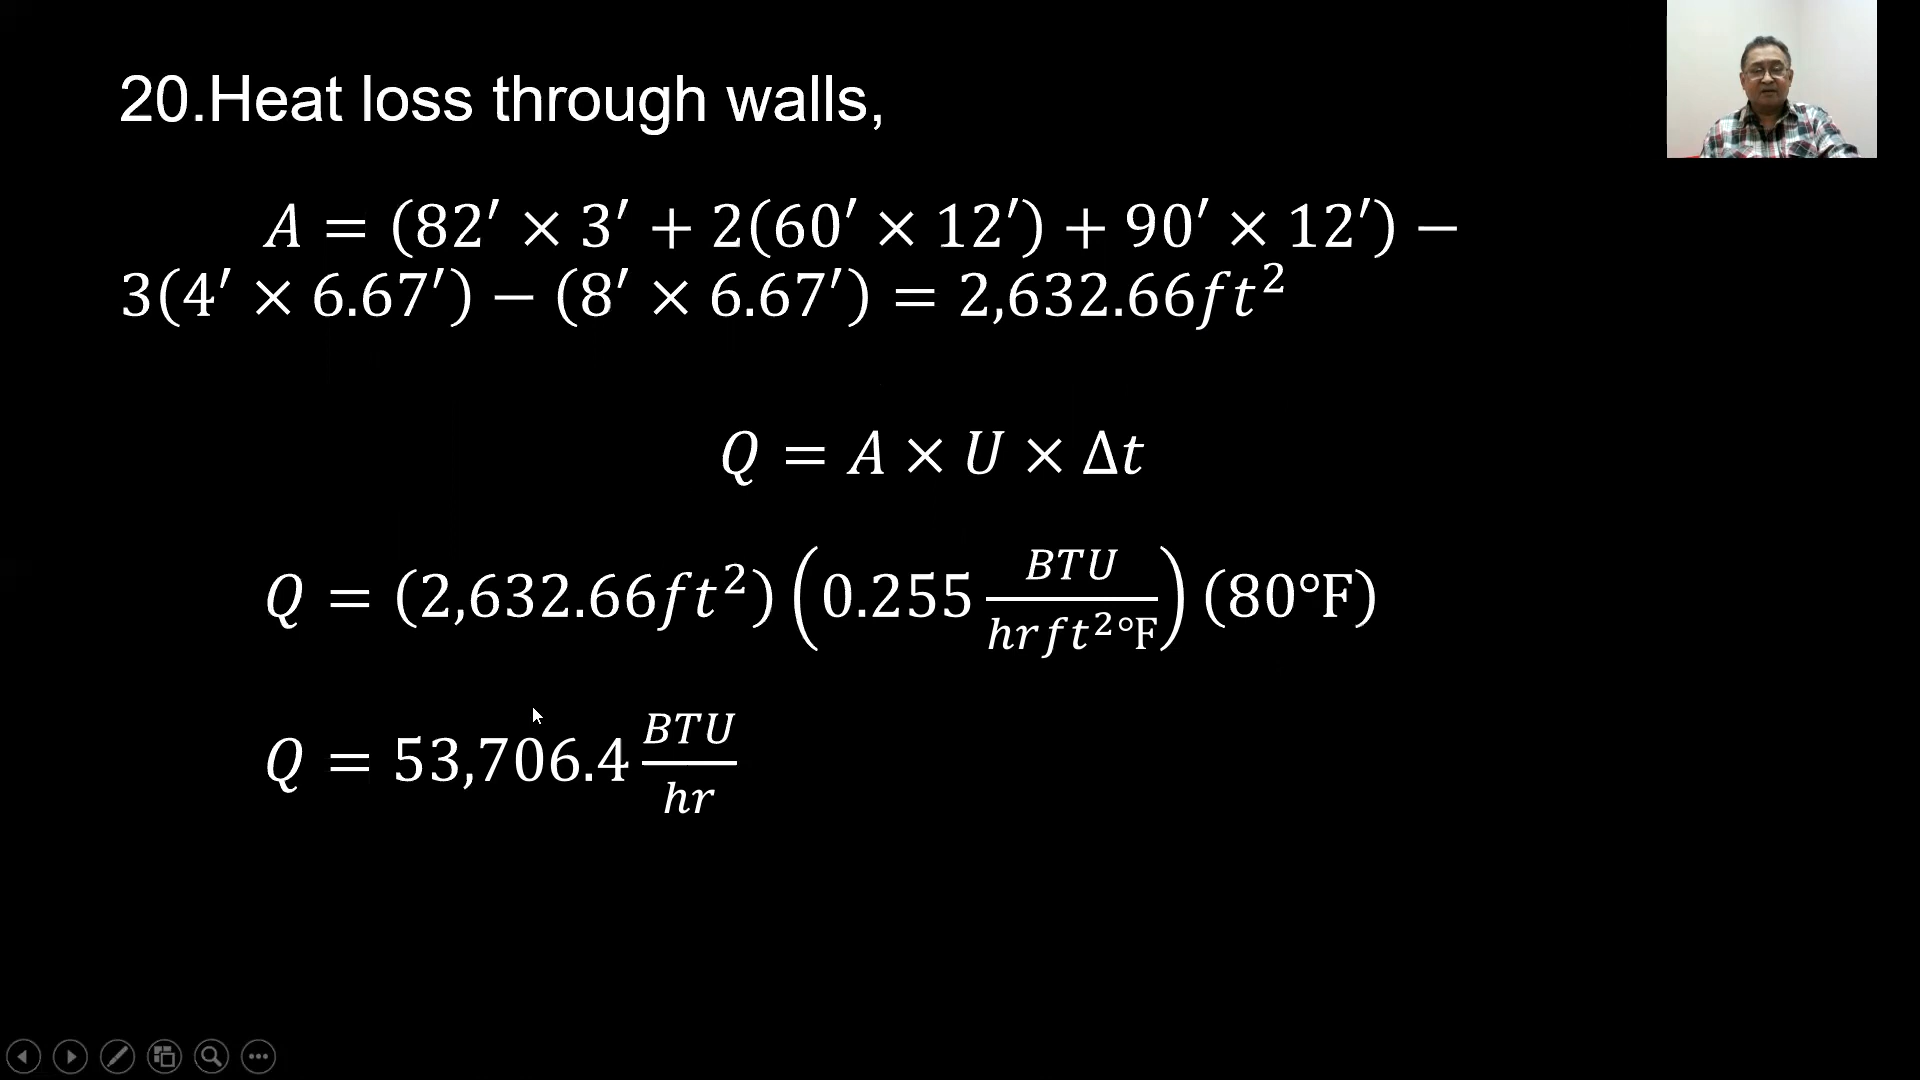 20.Heat loss through walls,
A = (82′ × 3′ + 2(60′ × 12′) + 90′ × 12′) −
3(4′ × 6.67′) − (8′ × 6.67′) = 2,632.66ft²
Q = A × U × Δt
Q = (2,632.66ft²) (0.255 BTU/hrft²°F) (80°F)
Q = 53,706.4 BTU/hr